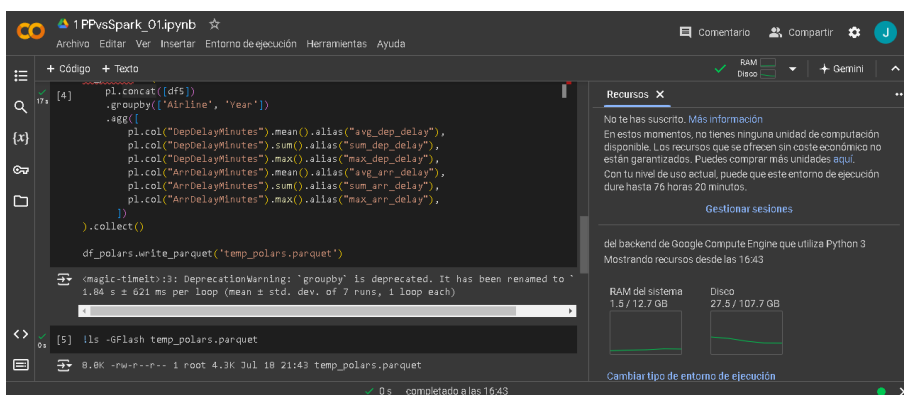 1 PPvsSpark_01.ipynb
Comentario
Compartir
J
Archivo Editar Ver Insertar Entorno de ejecución Herramientas Ayuda
+ Código + Texto
RAM
Disco
Gemini
17 s
[4]
pl.concat([df5])
.groupby(['Airline', 'Year'])
.agg([
pl.col("DepDelayMinutes").mean().alias("avg_dep_delay"),
pl.col("DepDelayMinutes").sum().alias("sum_dep_delay"),
pl.col("DepDelayMinutes").max().alias("max_dep_delay"),
pl.col("ArrDelayMinutes").mean().alias("avg_arr_delay"),
pl.col("ArrDelayMinutes").sum().alias("sum_arr_delay"),
pl.col("ArrDelayMinutes").max().alias("max_arr_delay"),
])
).collect()
df_polars.write_parquet('temp_polars.parquet')
<magic-timeit>:3: DeprecationWarning: `groupby` is deprecated. It has been renamed to `
1.84 s ± 621 ms per loop (mean ± std. dev. of 7 runs, 1 loop each)
0 s
[5] !ls -GFlash temp_polars.parquet
8.0K -rw-r--r-- 1 root 4.3K Jul 18 21:43 temp_polars.parquet
Recursos
No te has suscrito. Más información
En estos momentos, no tienes ninguna unidad de computación
disponible. Los recursos que se ofrecen sin coste económico no
están garantizados. Puedes comprar más unidades aquí.
Con tu nivel de uso actual, puede que este entorno de ejecución
dure hasta 76 horas 20 minutos.
Gestionar sesiones
del backend de Google Compute Engine que utiliza Python 3
Mostrando recursos desde las 16:43
RAM del sistema
1.5 / 12.7 GB
Disco
27.5 / 107.7 GB
Cambiar tipo de entorno de ejecución
0 s completado a las 16:43